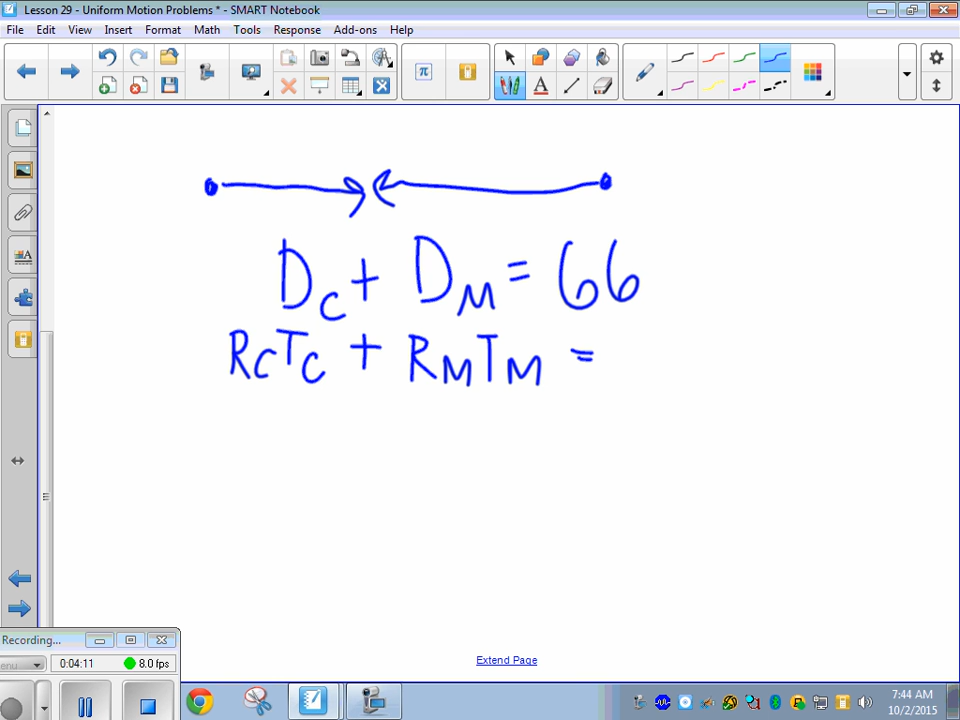 Lesson 29 - Uniform Motion Problems * - SMART Notebook
File Edit View Insert Format Math Tools Response Add-ons Help
π
A
D_C + D_M = 66
R_C T_C + R_M T_M =
Extend Page
Recording...
enu
0:04:11 8.0 fps
7:44 AM
10/2/2015